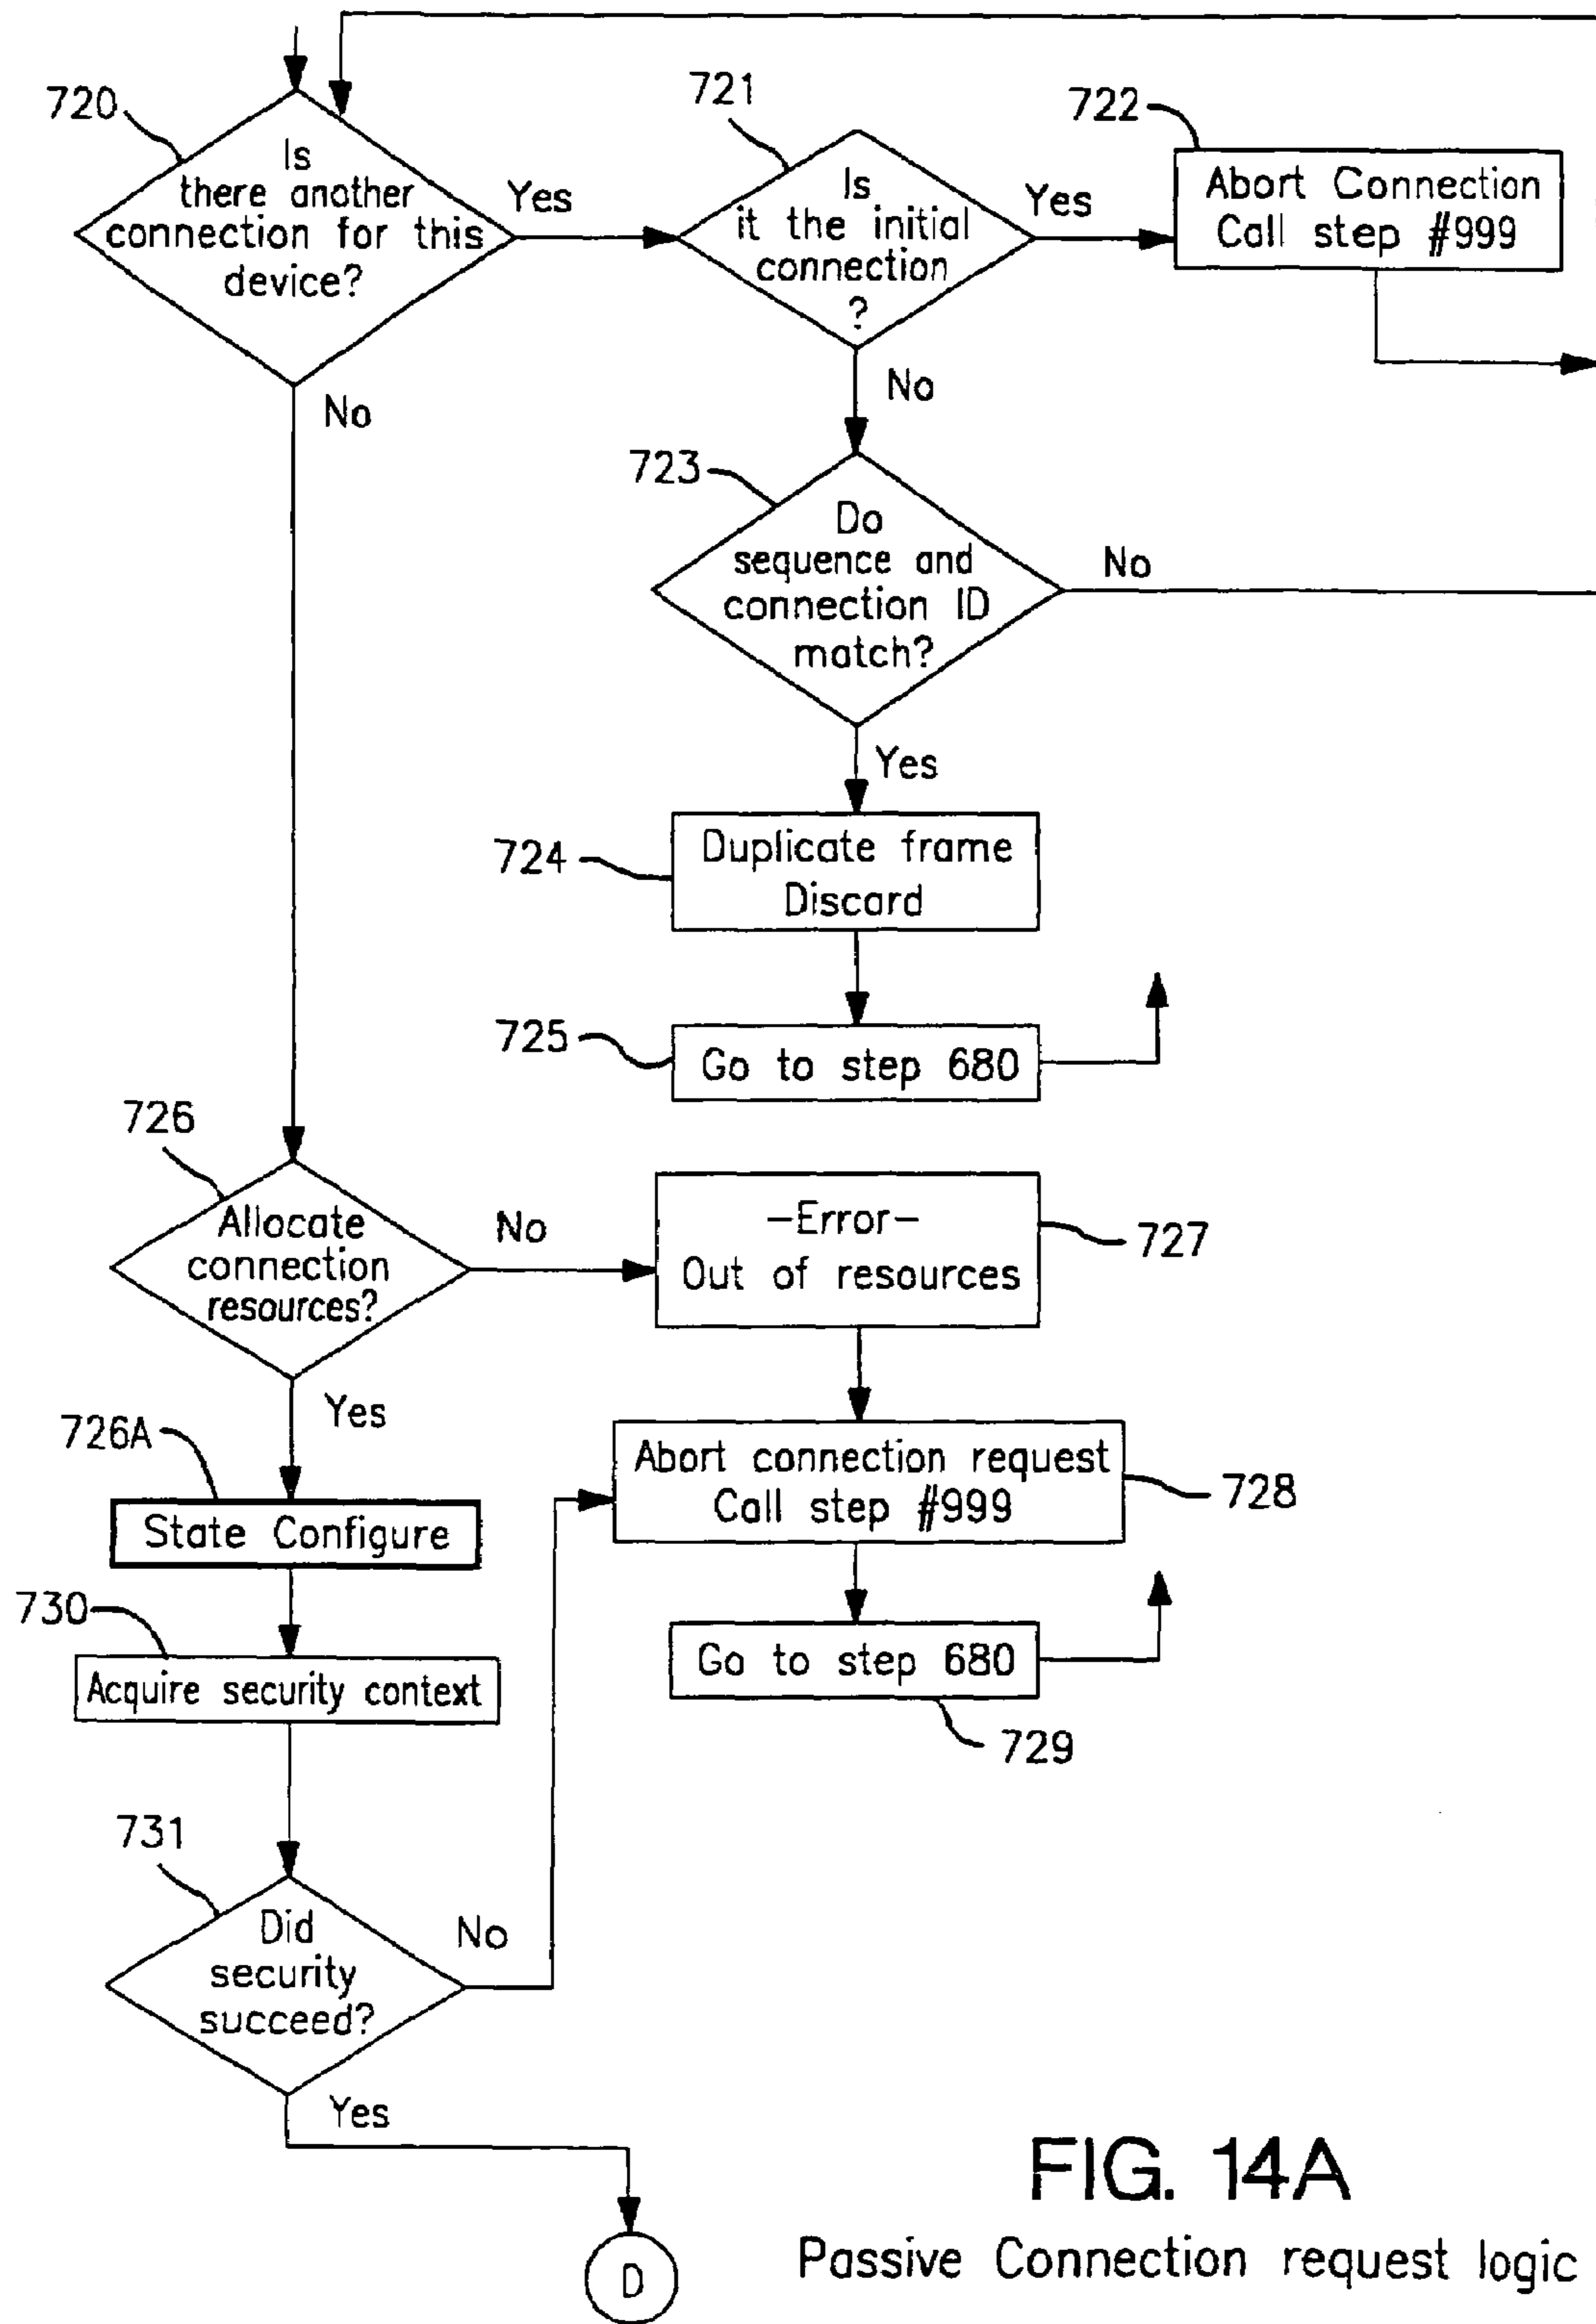 720
Is
there another
connection for this
device?
Yes
No
721
Is
it the initial
connection
?
Yes
No
722
Abort Connection
Call step #999
723
Do
sequence and
connection ID
match?
No
Yes
724
Duplicate frame
Discard
725
Go to step 680
726
Allocate
connection
resources?
No
Yes
-Error-
Out of resources
727
726A
State Configure
Abort connection request
Call step #999
728
730
Acquire security context
Go to step 680
729
731
Did
security
succeed?
No
Yes
D
FIG. 14A
Passive Connection request logic